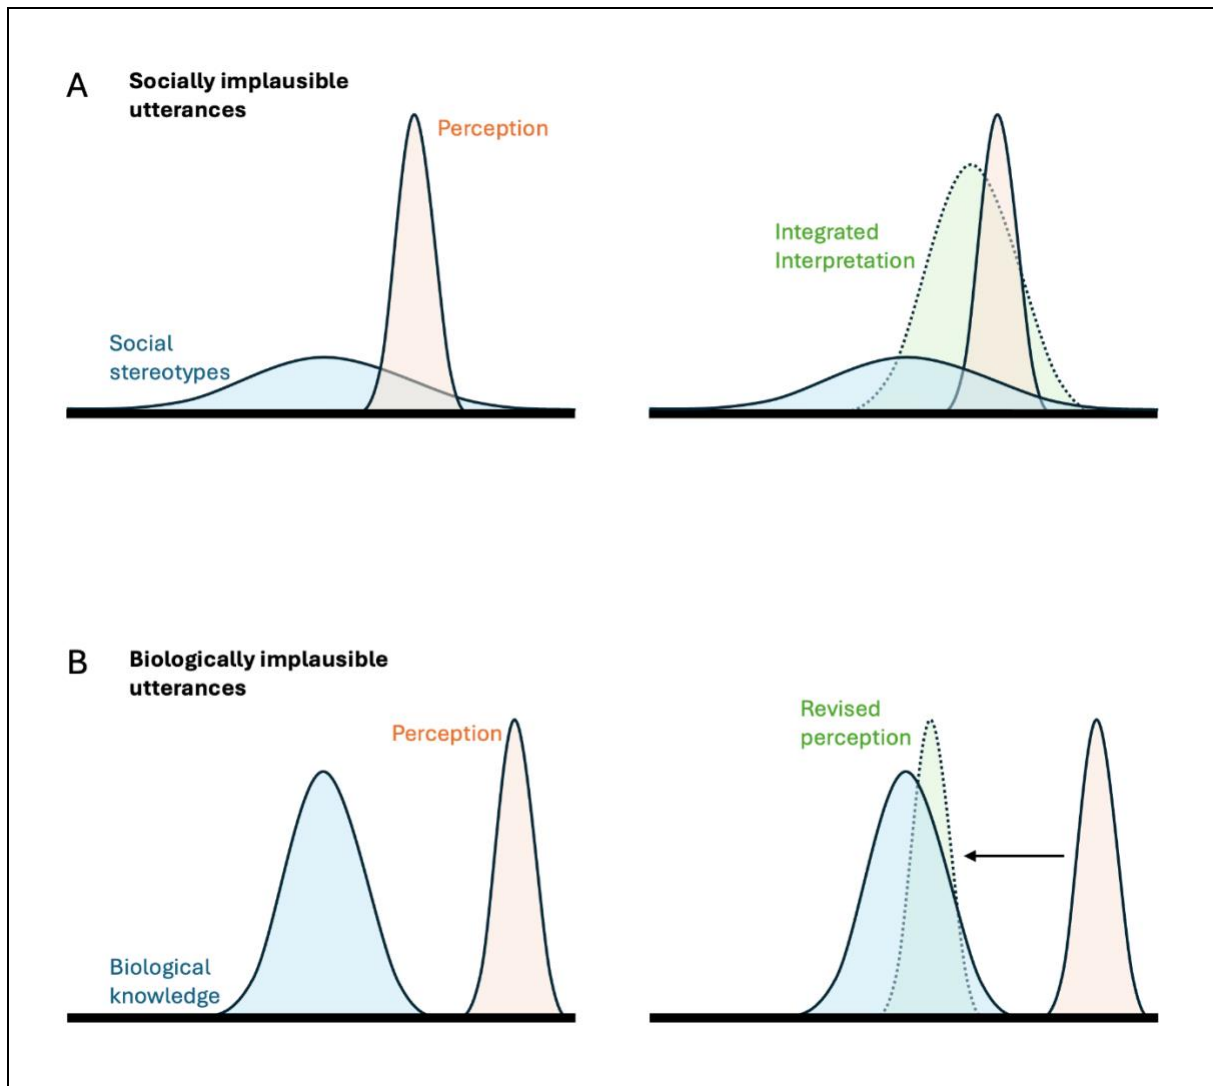 A
Socially implausible
utterances
Perception
Social
stereotypes
Integrated
Interpretation
B
Biologically implausible
utterances
Perception
Biological
knowledge
Revised
perception